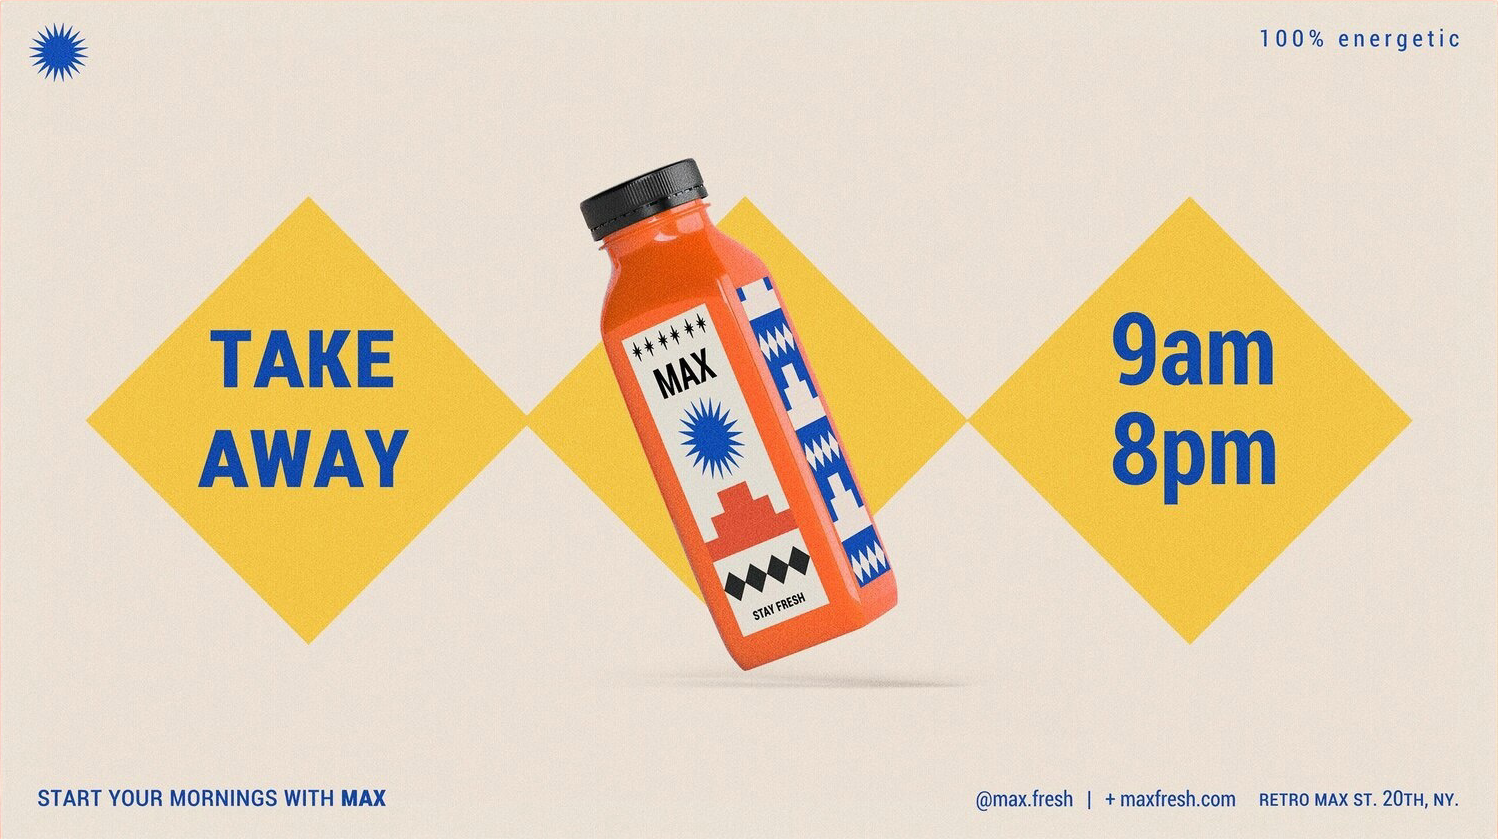 100% energetic
TAKE
AWAY
MAX
STAY FRESH
9am
8pm
START YOUR MORNINGS WITH MAX
@max.fresh | + maxfresh.com RETRO MAX ST. 20TH, NY.